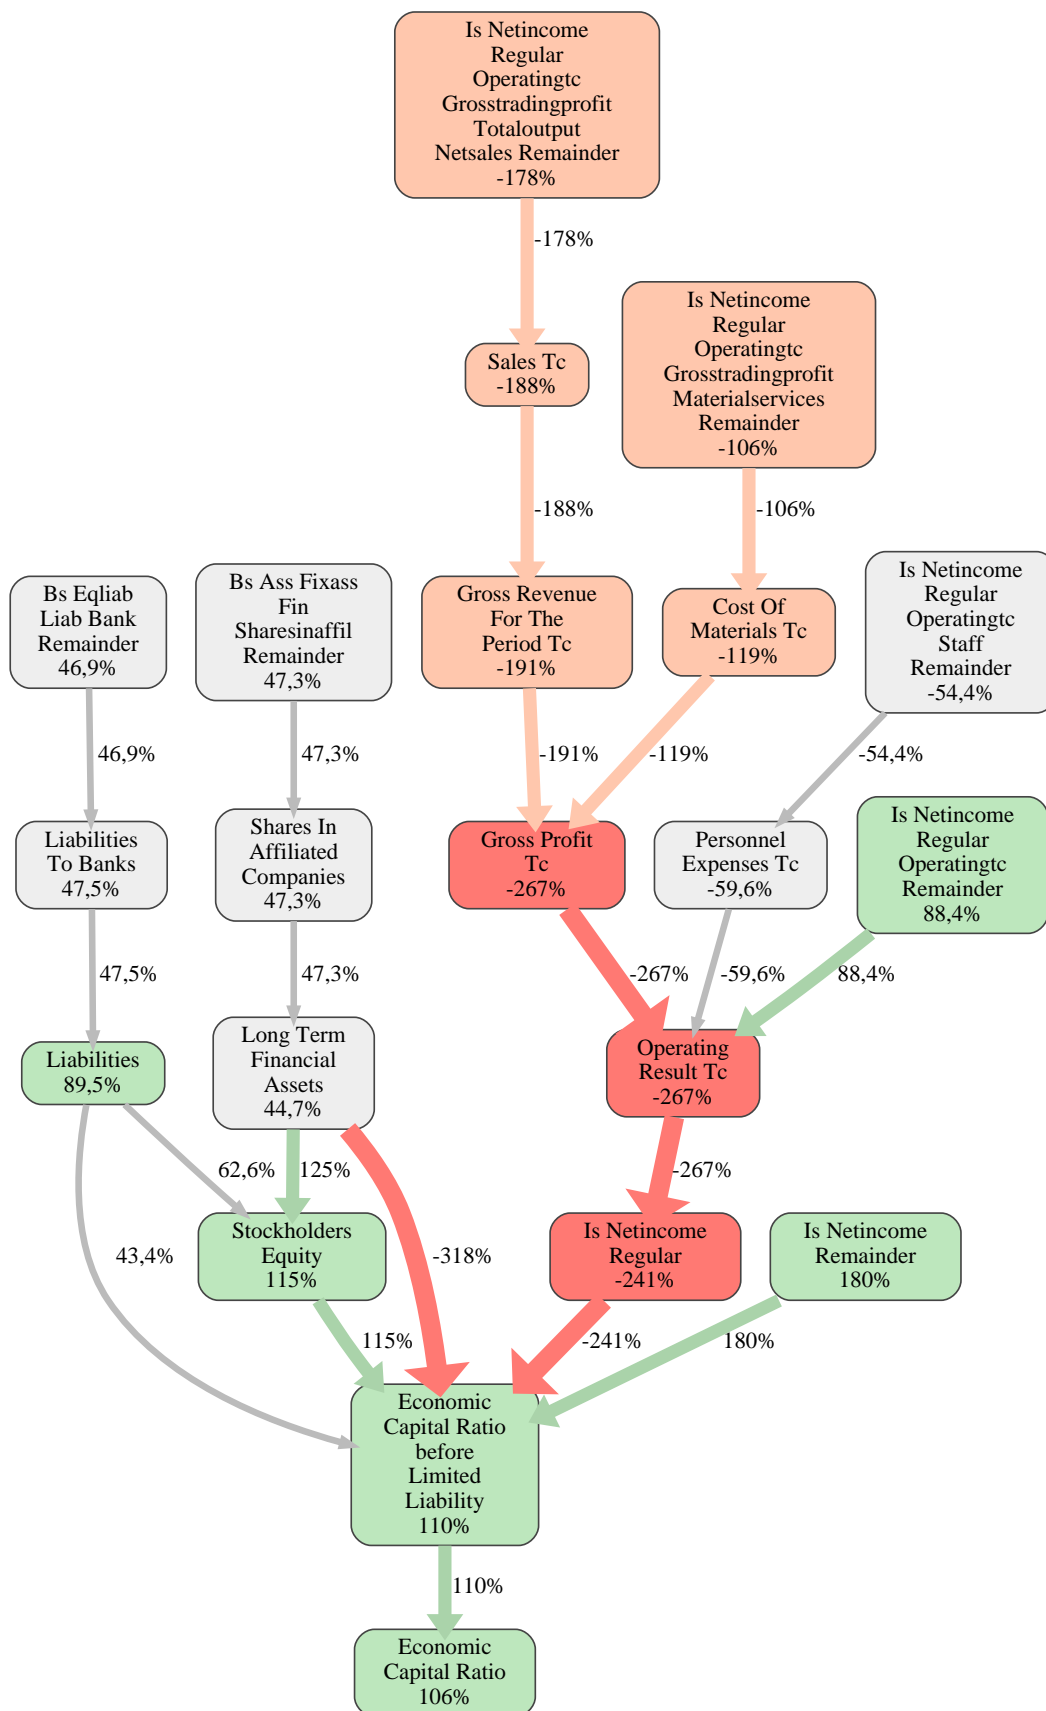 Is Netincome
Regular
Operatingtc
Grosstradingprofit
Totaloutput
Netsales Remainder
-178%
-178%
Is Netincome
Regular
Operatingtc
Grosstradingprofit
Materialservices
Remainder
-106%
Sales Tc
-188%
-188%
-106%
Bs Eqliab
Liab Bank
Remainder
46,9%
Bs Ass Fixass
Fin
Sharesinaffil
Remainder
47,3%
Gross Revenue
For The
Period Tc
-191%
Cost Of
Materials Tc
-119%
Is Netincome
Regular
Operatingtc
Staff
Remainder
-54,4%
46,9%
47,3%
-191%
-119%
-54,4%
Liabilities
To Banks
47,5%
Shares In
Affiliated
Companies
47,3%
Gross Profit
Tc
-267%
Personnel
Expenses Tc
-59,6%
Is Netincome
Regular
Operatingtc
Remainder
88,4%
47,5%
47,3%
-267%
-59,6%
88,4%
Liabilities
89,5%
Long Term
Financial
Assets
44,7%
Operating
Result Tc
-267%
62,6%
125%
-267%
43,4%
Stockholders
Equity
115%
-318%
Is Netincome
Regular
-241%
Is Netincome
Remainder
180%
115%
-241%
180%
Economic
Capital Ratio
before
Limited
Liability
110%
110%
Economic
Capital Ratio
106%